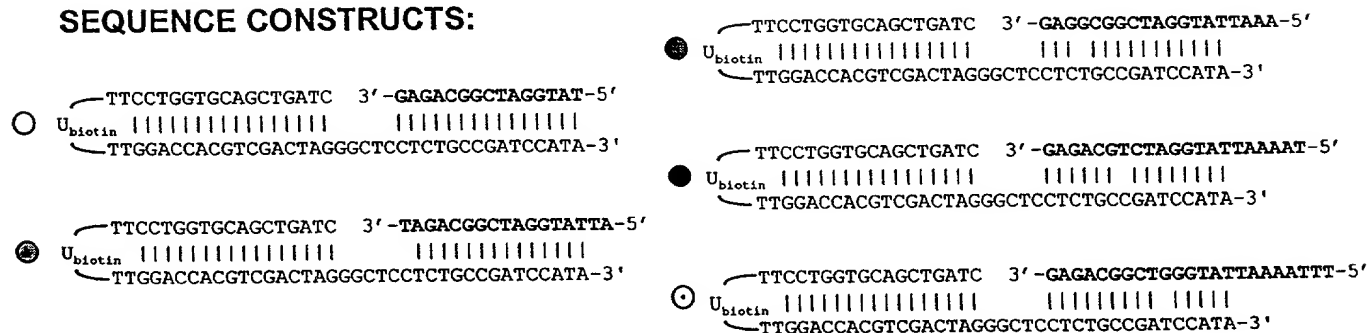 SEQUENCE CONSTRUCTS:
TTCCTGGTGCAGCTGATC 3'-GAGACGGCTAGGTAT-5'
Ubiotin
TTGGACCACGTCGACTAGGGCTCCTCTGCCGATCCATA-3'
TTCCTGGTGCAGCTGATC 3'-TAGACGGCTAGGTATTA-5'
Ubiotin
TTGGACCACGTCGACTAGGGCTCCTCTGCCGATCCATA-3'
TTCCTGGTGCAGCTGATC 3'-GAGGCGGCTAGGTATTAAA-5'
Ubiotin
TTGGACCACGTCGACTAGGGCTCCTCTGCCGATCCATA-3'
TTCCTGGTGCAGCTGATC 3'-GAGACGTCTAGGTATTAAAAT-5'
Ubiotin
TTGGACCACGTCGACTAGGGCTCCTCTGCCGATCCATA-3'
TTCCTGGTGCAGCTGATC 3'-GAGACGGCTGGGTATTAAAATTT-5'
Ubiotin
TTGGACCACGTCGACTAGGGCTCCTCTGCCGATCCATA-3'